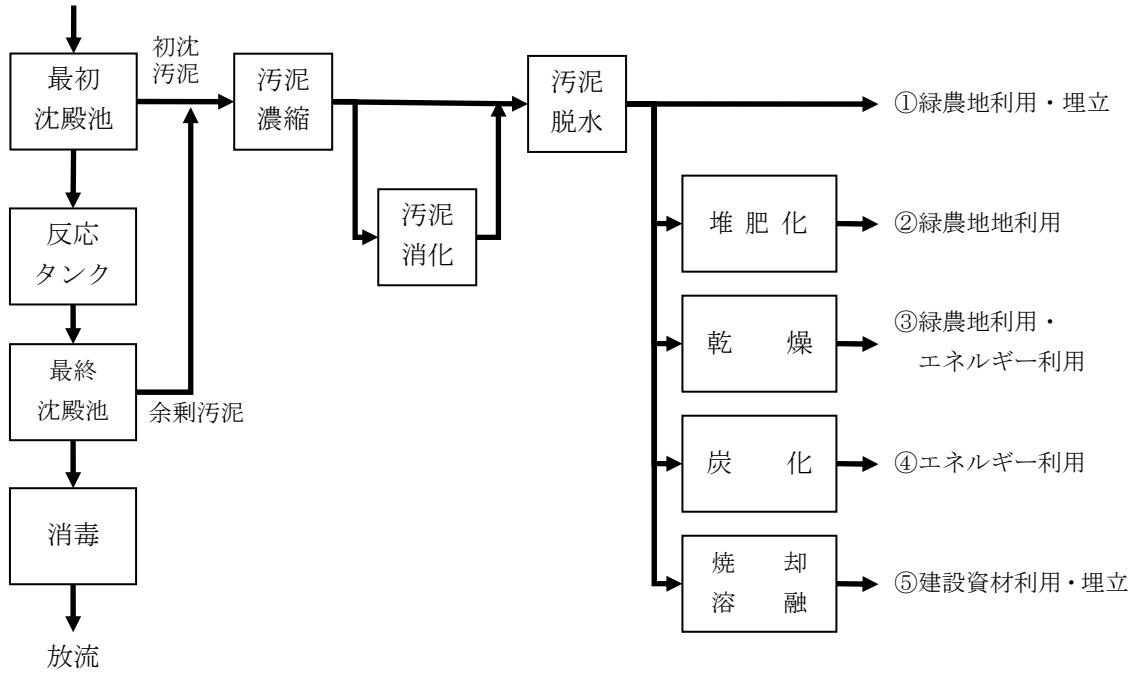 初沈
汚泥
最初
沈殿池
汚泥
濃縮
汚泥
脱水
①緑農地利用・埋立
汚泥
消化
堆肥化
②緑農地地利用
反応
タンク
乾燥
③緑農地利用・
エネルギー利用
最終
沈殿池
余剰汚泥
炭化
④エネルギー利用
消毒
焼却
溶融
⑤建設資材利用・埋立
放流